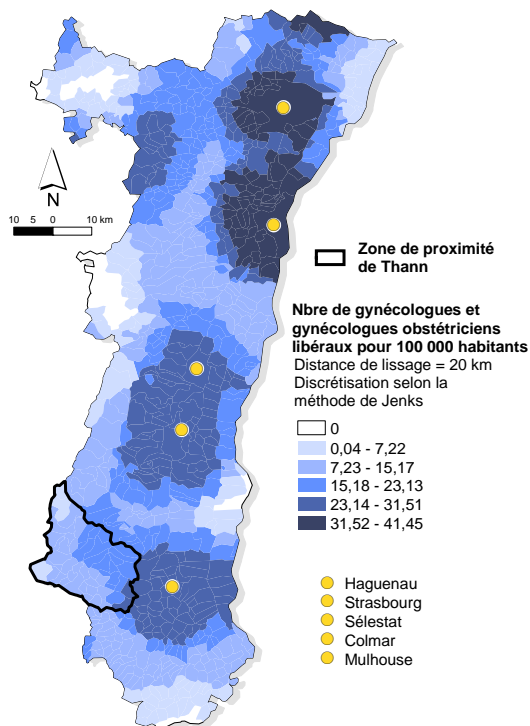 N
10 5 0 10 km
Zone de proximité
de Thann
Nbre de gynécologues et
gynécologues obstétriciens
libéraux pour 100 000 habitants
Distance de lissage = 20 km
Discrétisation selon la
méthode de Jenks
0
0,04 - 7,22
7,23 - 15,17
15,18 - 23,13
23,14 - 31,51
31,52 - 41,45
Haguenau
Strasbourg
Sélestat
Colmar
Mulhouse